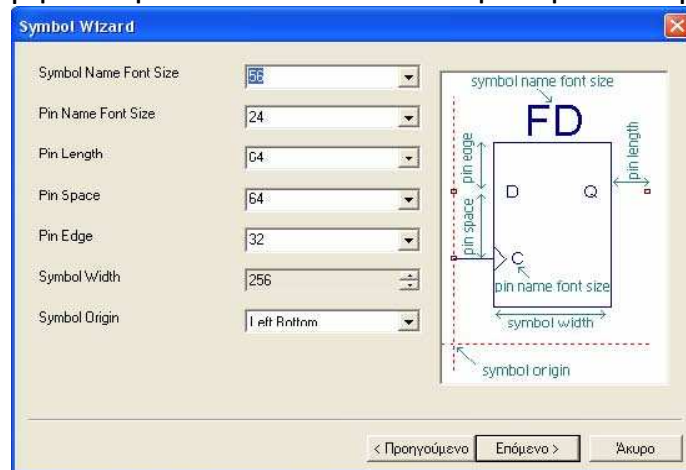 Symbol Wizard
Symbol Name Font Size 56
Pin Name Font Size 24
Pin Length 64
Pin Space 64
Pin Edge 32
Symbol Width 256
Symbol Origin Left Bottom
symbol name font size
FD
pin edge
pin length
D Q
pin space
C
pin name font size
symbol width
symbol origin
< Προηγούμενο Επόμενο > Άκυρο